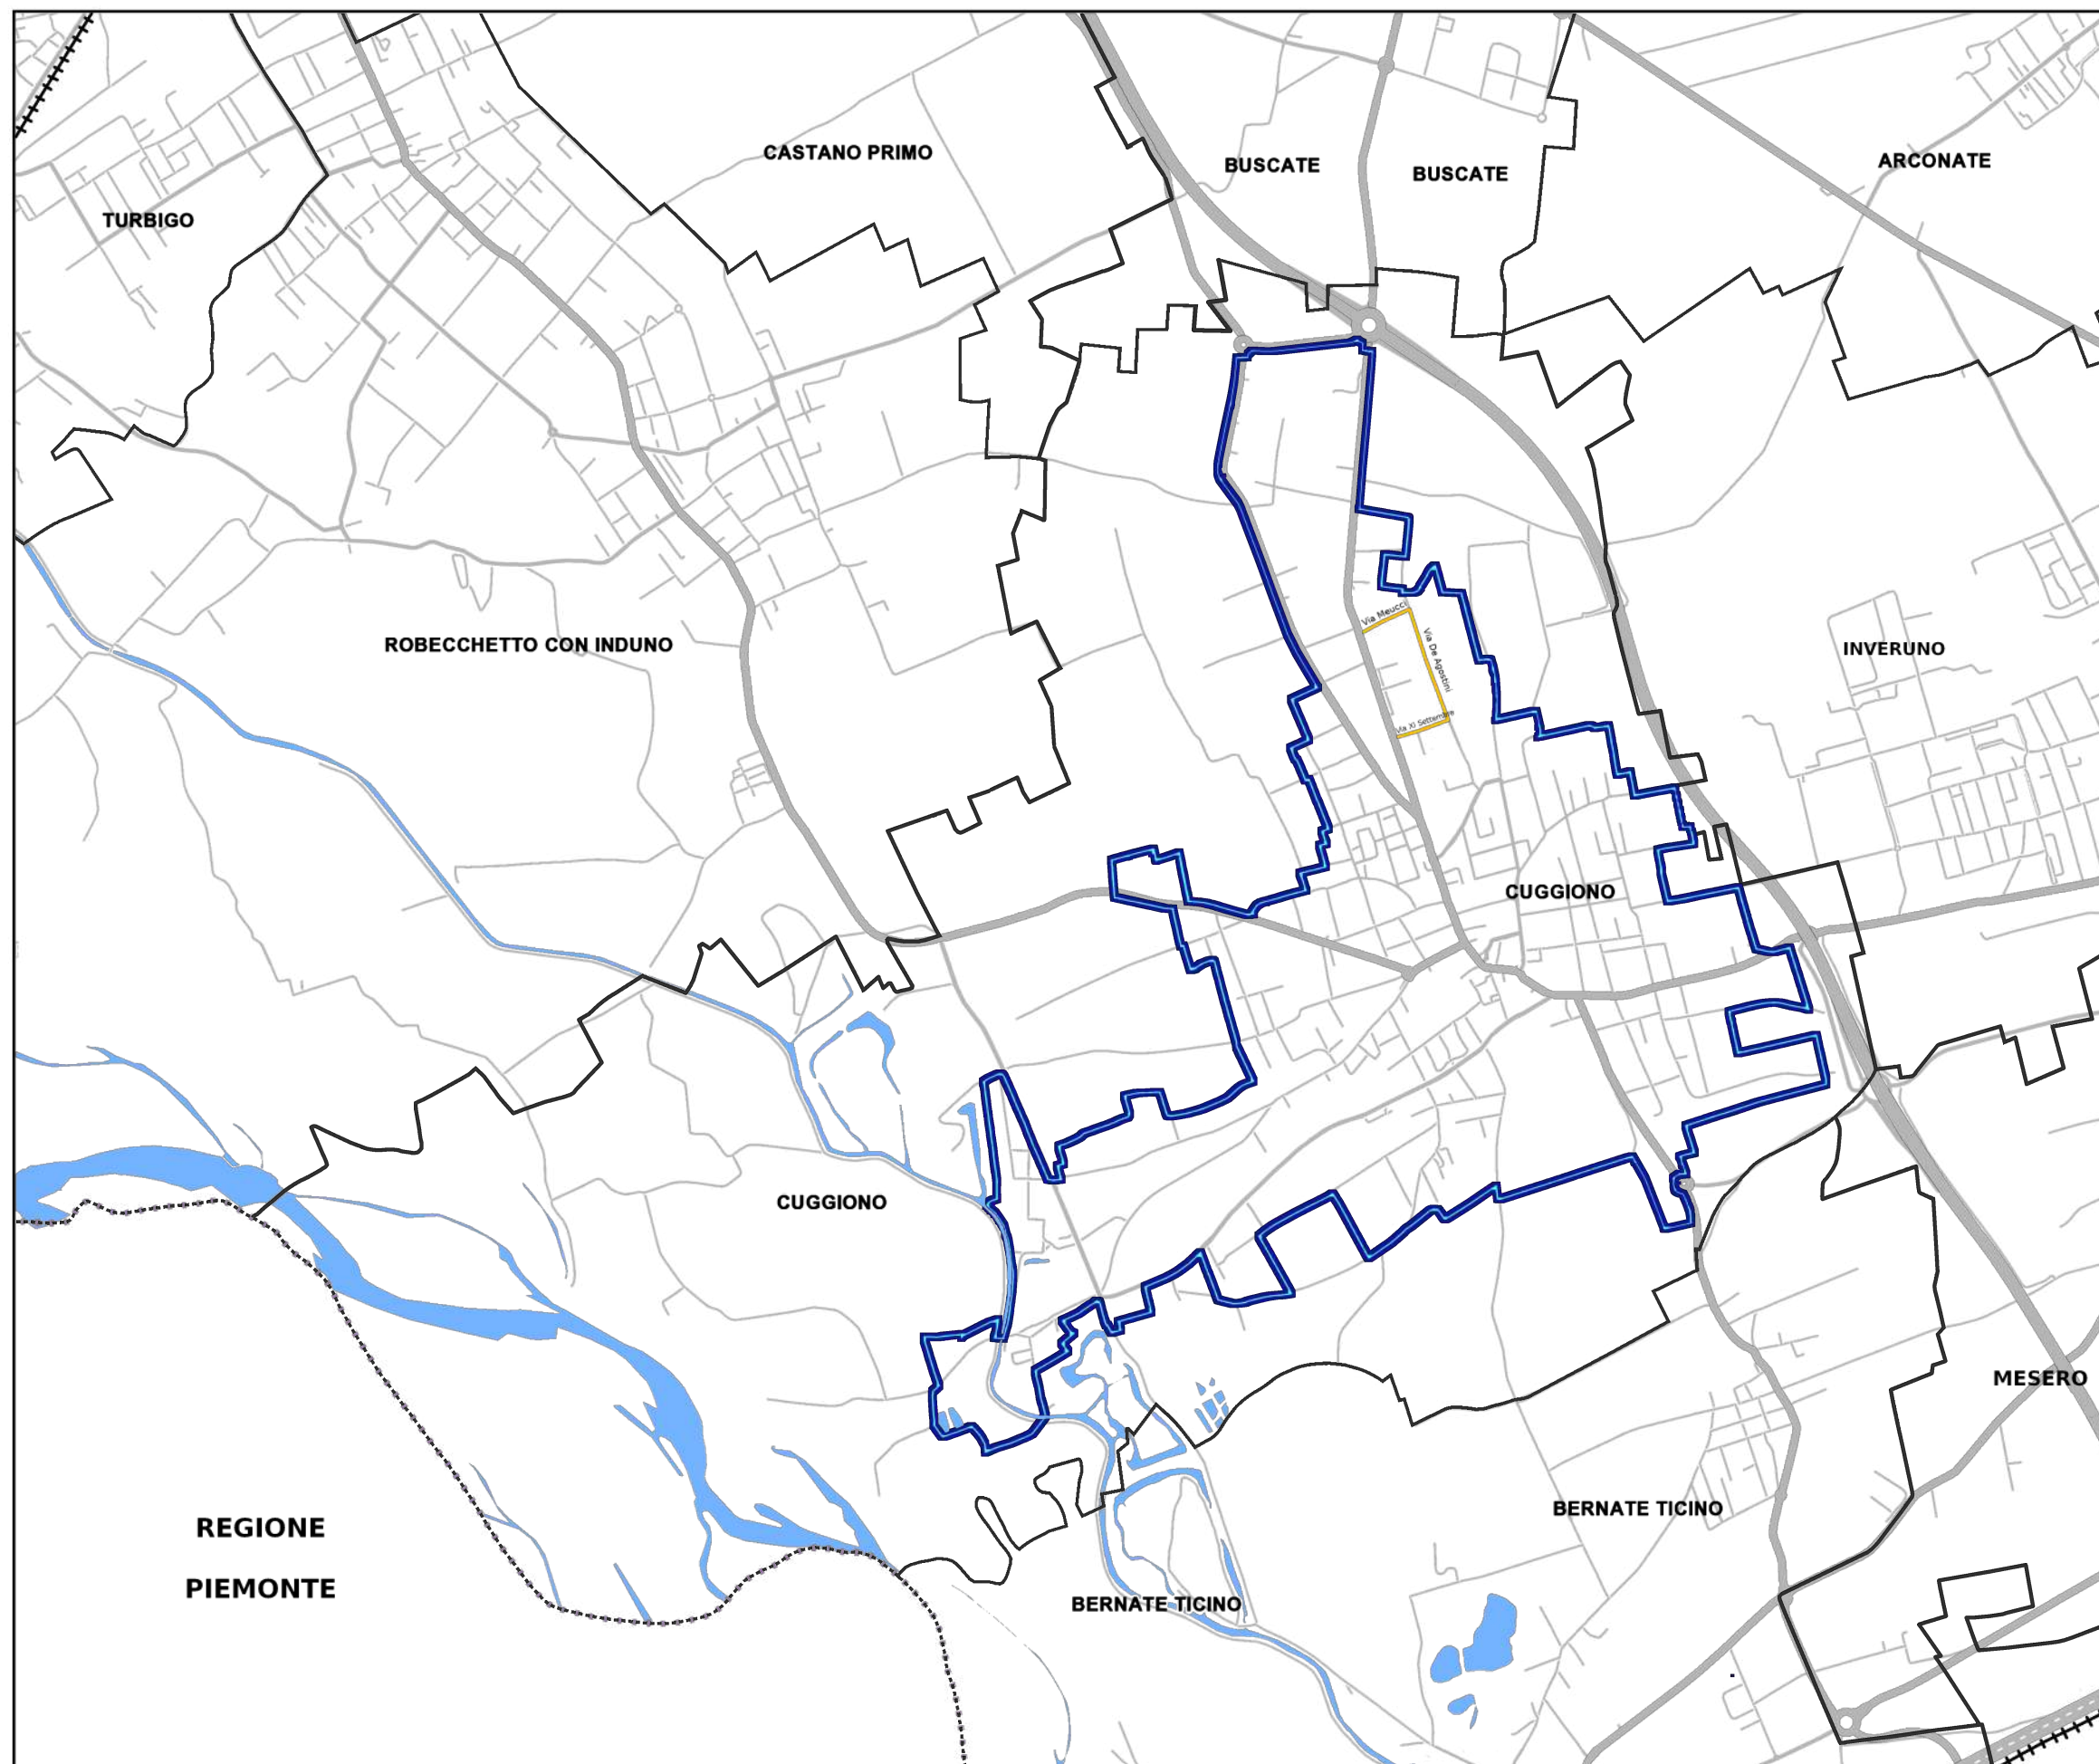 CASTANO PRIMO
BUSCATE
BUSCATE
ARCONATE
TURBIGO
Via Meucci
Via De Agostini
ROBECCHETTO CON INDUNO
INVERUNO
Via XI Settembre
CUGGIONO
CUGGIONO
MESERO
BERNATE TICINO
REGIONE
PIEMONTE
BERNATE TICINO